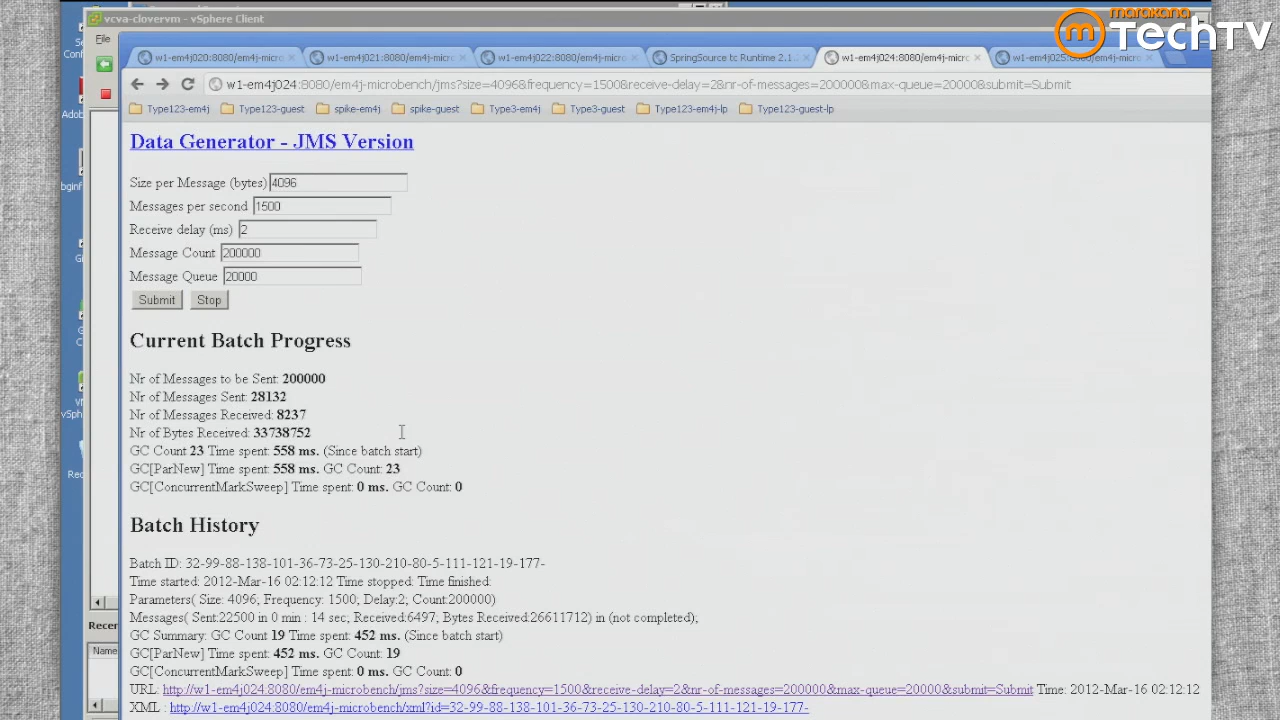 marakana
TechTV
vcva-clovervm - vSphere Client
File
w1-em4j020:8080/em4j-micro
w1-em4j021:8080/em4j-micro
w1-em4j022:8080/em4j-micro
SpringSource tc Runtime 2.1
w1-em4j024:8080/em4j-micro
w1-em4j025:8080/em4j-micro
w1-em4j024:8080/em4j-microbench/jms?size=4096&frequency=1500&receive-delay=2&nr-of-messages=200000&max-queue=20000&submit=Submit
Type123-em4j
Type123-guest
spike-em4j
spike-guest
Type3-em4j
Type3-guest
Type123-em4j-lp
Type123-guest-lp
Data Generator - JMS Version
Size per Message (bytes) 4096
Messages per second 1500
Receive delay (ms) 2
Message Count 200000
Message Queue 20000
Submit Stop
Current Batch Progress
Nr of Messages to be Sent: 200000
Nr of Messages Sent: 28132
Nr of Messages Received: 8237
Nr of Bytes Received: 33738752
GC Count 23 Time spent: 558 ms. (Since batch start)
GC[ParNew] Time spent: 558 ms. GC Count: 23
GC[ConcurrentMarkSweep] Time spent: 0 ms. GC Count: 0
Batch History
Batch ID: 32-99-88-138-101-36-73-25-130-210-80-5-111-121-19-177-
Time started: 2012-Mar-16 02:12:12 Time stopped: Time finished:
Parameters( Size: 4096; Frequency: 1500; Delay:2; Count:200000)
Messages( Sent:22500 in 0 min : 14 sec; Received:6497; Bytes Received:26611712) in (not completed);
GC Summary: GC Count 19 Time spent: 452 ms. (Since batch start)
GC[ParNew] Time spent: 452 ms. GC Count: 19
GC[ConcurrentMarkSweep] Time spent: 0 ms. GC Count: 0
URL: http://w1-em4j024:8080/em4j-microbench/jms?size=4096&frequency=1500&receive-delay=2&nr-of-messages=200000&max-queue=20000&submit=Submit Time: 2012-Mar-16 02:12:12
XML : http://w1-em4j024:8080/em4j-microbench/xml?id=32-99-88-138-101-36-73-25-130-210-80-5-111-121-19-177-
Recen
Name